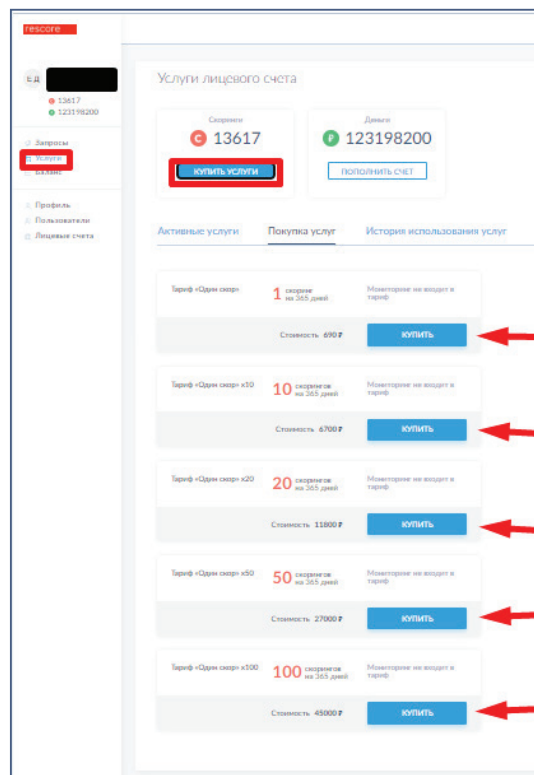 rescore
ЕД
13617
123198200
Запросы
Услуги
Баланс
Профиль
Пользователи
Лицевые счета
Услуги лицевого счета
Скоринги
С 13617
КУПИТЬ УСЛУГИ
Деньги
₽ 123198200
ПОПОЛНИТЬ СЧЕТ
Активные услуги Покупка услуг История использования услуг
Тариф «Один скор»
1 скоринг
на 365 дней
Мониторинг не входит в
тариф
Стоимость 690 ₽
КУПИТЬ
Тариф «Один скор» x10
10 скорингов
на 365 дней
Мониторинг не входит в
тариф
Стоимость 6700 ₽
КУПИТЬ
Тариф «Один скор» x20
20 скорингов
на 365 дней
Мониторинг не входит в
тариф
Стоимость 11800 ₽
КУПИТЬ
Тариф «Один скор» x50
50 скорингов
на 365 дней
Мониторинг не входит в
тариф
Стоимость 27000 ₽
КУПИТЬ
Тариф «Один скор» x100
100 скорингов
на 365 дней
Мониторинг не входит в
тариф
Стоимость 45000 ₽
КУПИТЬ